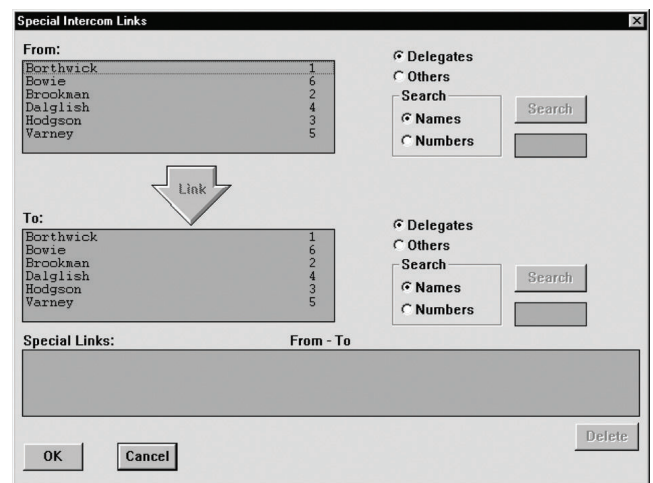 Special Intercom Links
From:
Borthwick 1
Bowie 6
Brookman 2
Dalglish 4
Hodgson 3
Varney 5
Delegates
Others
Search
Names
Numbers
Search
Link
To:
Borthwick 1
Bowie 6
Brookman 2
Dalglish 4
Hodgson 3
Varney 5
Delegates
Others
Search
Names
Numbers
Search
Special Links: From - To
Delete
OK Cancel